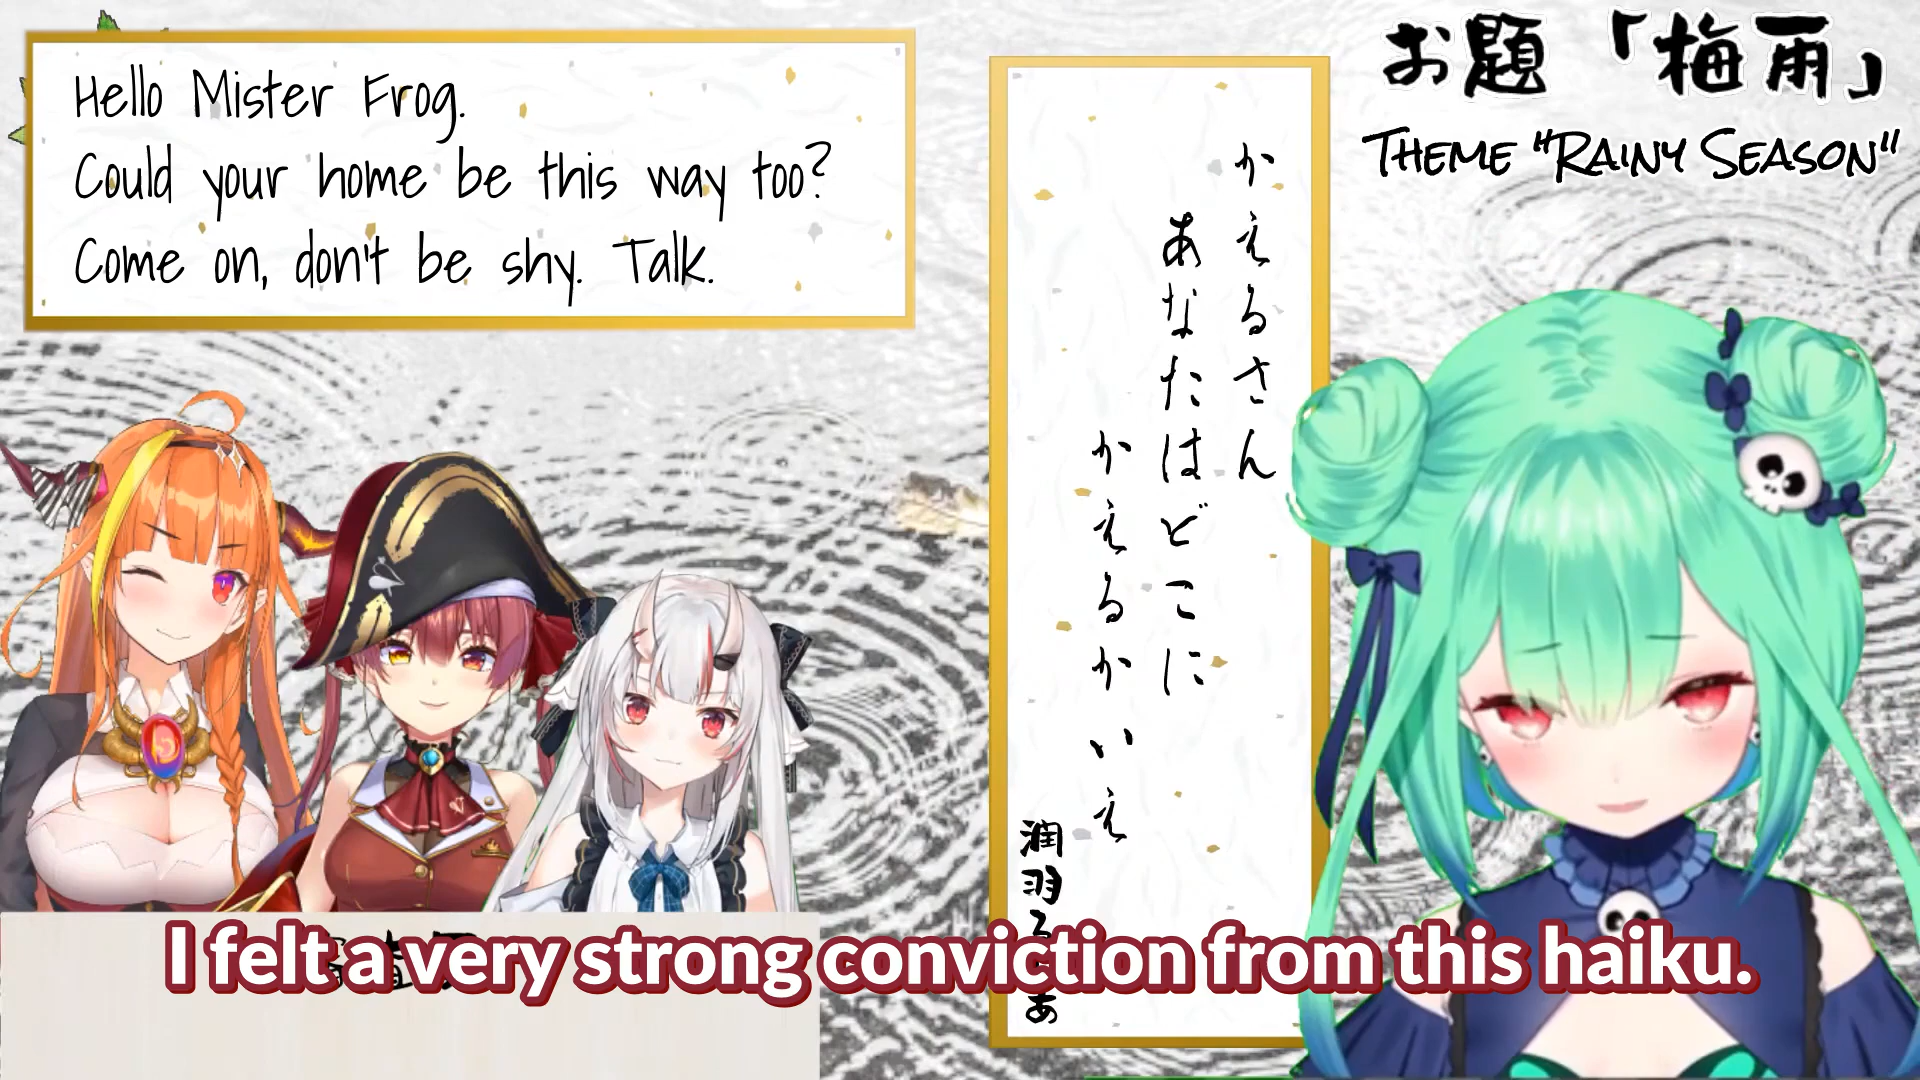 Hello Mister Frog.
Could your home be this way too?
Come on, don't be shy. Talk.
お題「梅雨」
THEME "RAINY SEASON"
かえるさん
あなたはどこに
かえるかいえ
潤羽るしあ
I felt a very strong conviction from this haiku.